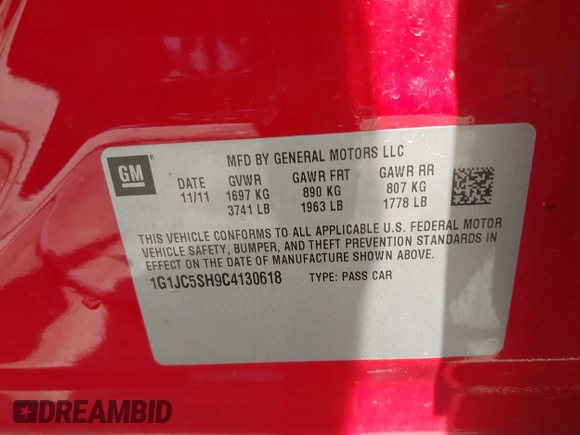 GM
MFD BY GENERAL MOTORS LLC
DATE GVWR GAWR FRT GAWR RR
11/11 1697 KG 890 KG 807 KG
3741 LB 1963 LB 1778 LB
THIS VEHICLE CONFORMS TO ALL APPLICABLE U.S. FEDERAL MOTOR
VEHICLE SAFETY, BUMPER, AND THEFT PREVENTION STANDARDS IN
EFFECT ON THE DATE OF MANUFACTURE SHOWN ABOVE.
1G1JC5SH9C4130618 TYPE: PASS CAR
DREAMBID